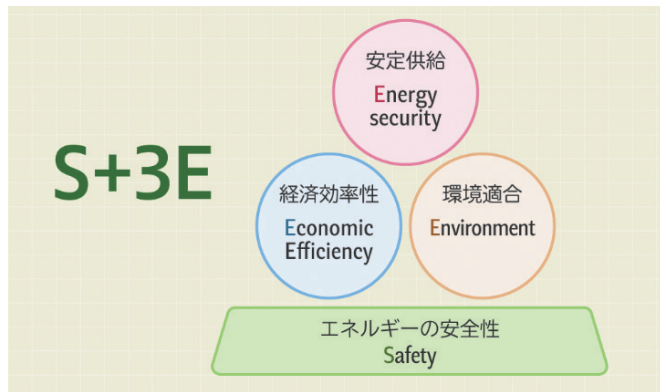 S+3E
安定供給
Energy
security
経済効率性
Economic
Efficiency
環境適合
Environment
エネルギーの安全性
Safety